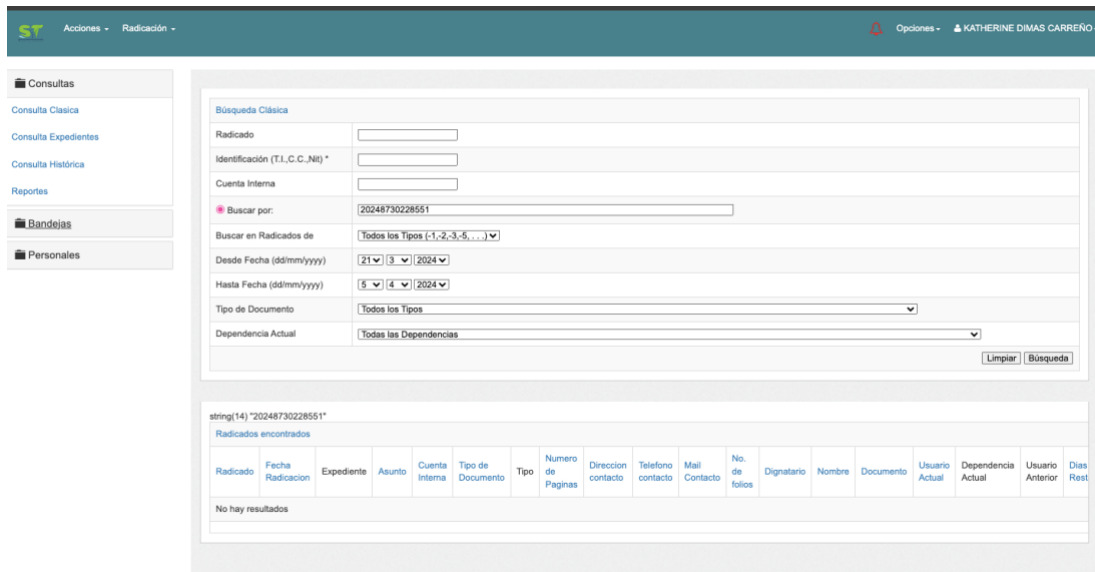 ST Acciones Radicación Opciones KATHERINE DIMAS CARREÑO
Consultas
Consulta Clasica
Consulta Expedientes
Consulta Histórica
Reportes
Bandejas
Personales
Búsqueda Clásica
Radicado
Identificación (T.I.,C.C.,Nit) *
Cuenta Interna
Buscar por: 20248730228551
Buscar en Radicados de Todos los Tipos (-1,-2,-3,-5, . . .)
Desde Fecha (dd/mm/yyyy) 21 3 2024
Hasta Fecha (dd/mm/yyyy) 5 4 2024
Tipo de Documento Todos los Tipos
Dependencia Actual Todas las Dependencias
Limpiar Búsqueda
string(14) "20248730228551"
Radicados encontrados
Radicado Fecha Radicacion Expediente Asunto Cuenta Interna Tipo de Documento Tipo Numero de Paginas Direccion contacto Telefono contacto Mail Contacto No. de folios Dignatario Nombre Documento Usuario Actual Dependencia Actual Usuario Anterior Dias Rest
No hay resultados